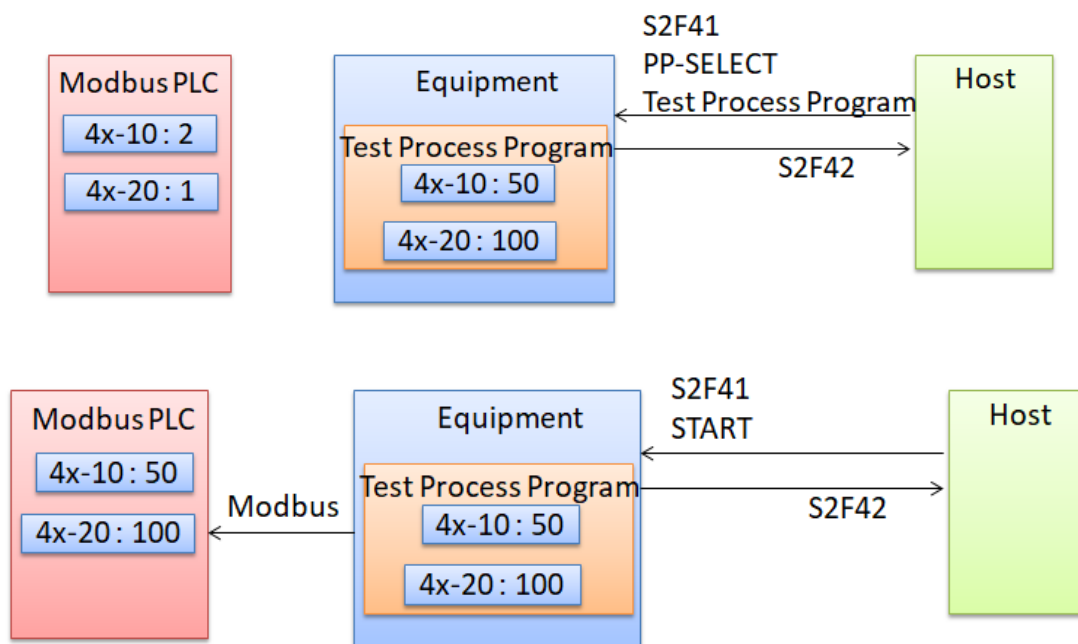 Modbus PLC
4x-10 : 2
4x-20 : 1
Equipment
Test Process Program
4x-10 : 50
4x-20 : 100
S2F41
PP-SELECT
Test Process Program
S2F42
Host
Modbus PLC
4x-10 : 50
4x-20 : 100
Modbus
Equipment
Test Process Program
4x-10 : 50
4x-20 : 100
S2F41
START
S2F42
Host